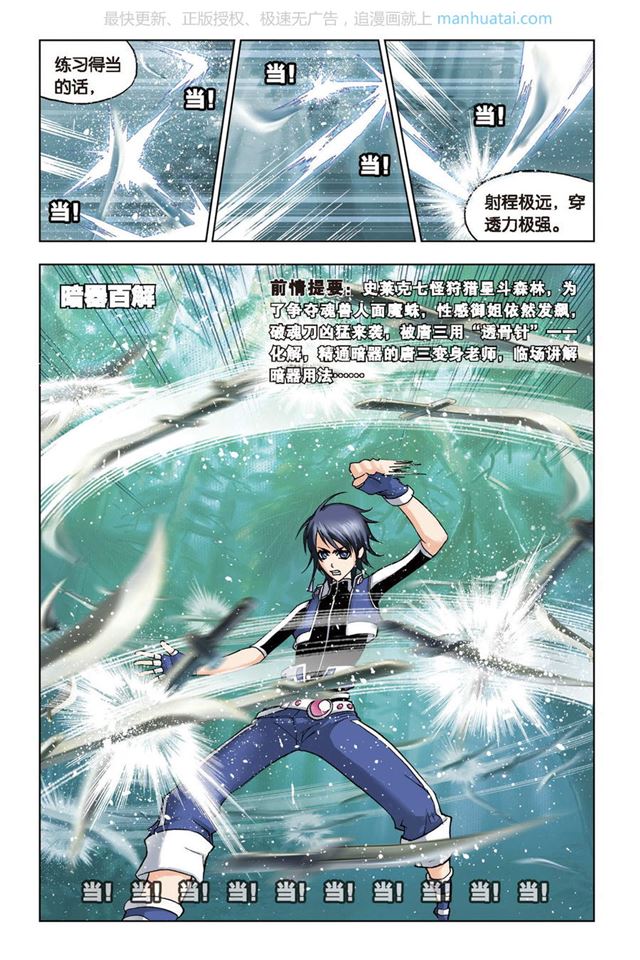 最快更新、正版授权、极速无广告，追漫画就上 manhuatai.com
练习得当
的话，
当！
当！
当！
当！
当！
射程极远，穿
透力极强。
暗器百解
前情提要：史莱克七怪狩猎星斗森林，为
了争夺魂兽人面魔蛛，性感御姐依然发飙，
破魂刀凶猛来袭，被唐三用“透骨针”一一
化解，精通暗器的唐三变身老师，临场讲解
暗器用法……
当！当！当！当！当！当！当！当！当！当！